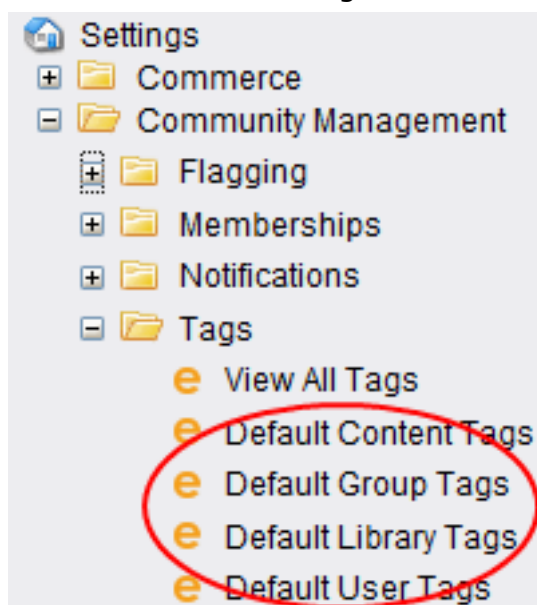 Settings
Commerce
Community Management
Flagging
Memberships
Notifications
Tags
View All Tags
Default Content Tags
Default Group Tags
Default Library Tags
Default User Tags